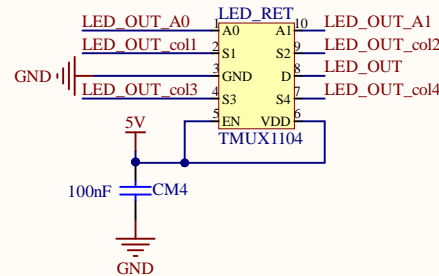 LED_RET
LED_OUT_A0 1 A0 A1 10 LED_OUT_A1
LED_OUT_col1 2 S1 S2 9 LED_OUT_col2
GND 3 GND D 8 LED_OUT
LED_OUT_col3 4 S3 S4 7 LED_OUT_col4
5 EN VDD 6
5V TMUX1104
100nF CM4
GND